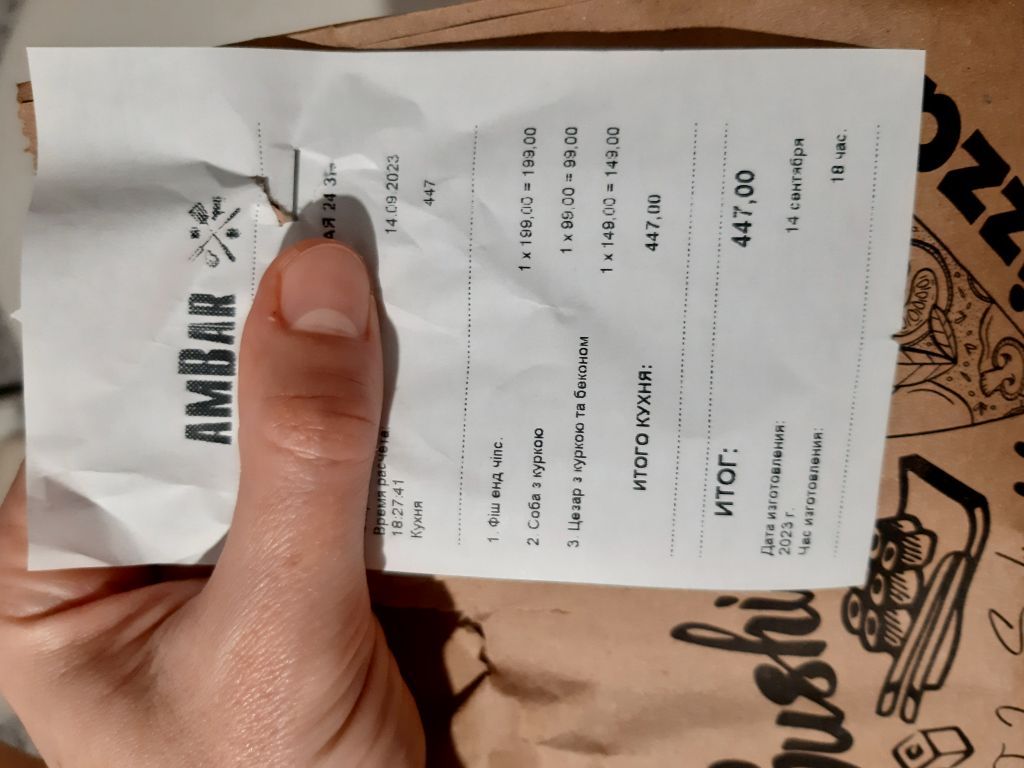 AMBAR
14.09.2023
Время расчета:
18:27:41
Кухня 447
1. Фіш енд чіпс. 1 x 199,00 = 199,00
2. Соба з куркою 1 x 99,00 = 99,00
3. Цезар з куркою та беконом 1 x 149,00 = 149,00
ИТОГО КУХНЯ: 447,00
ИТОГ: 447,00
Дата изготовления: 14 сентября
2023 г.
Час изготовления: 18 час.
sushi